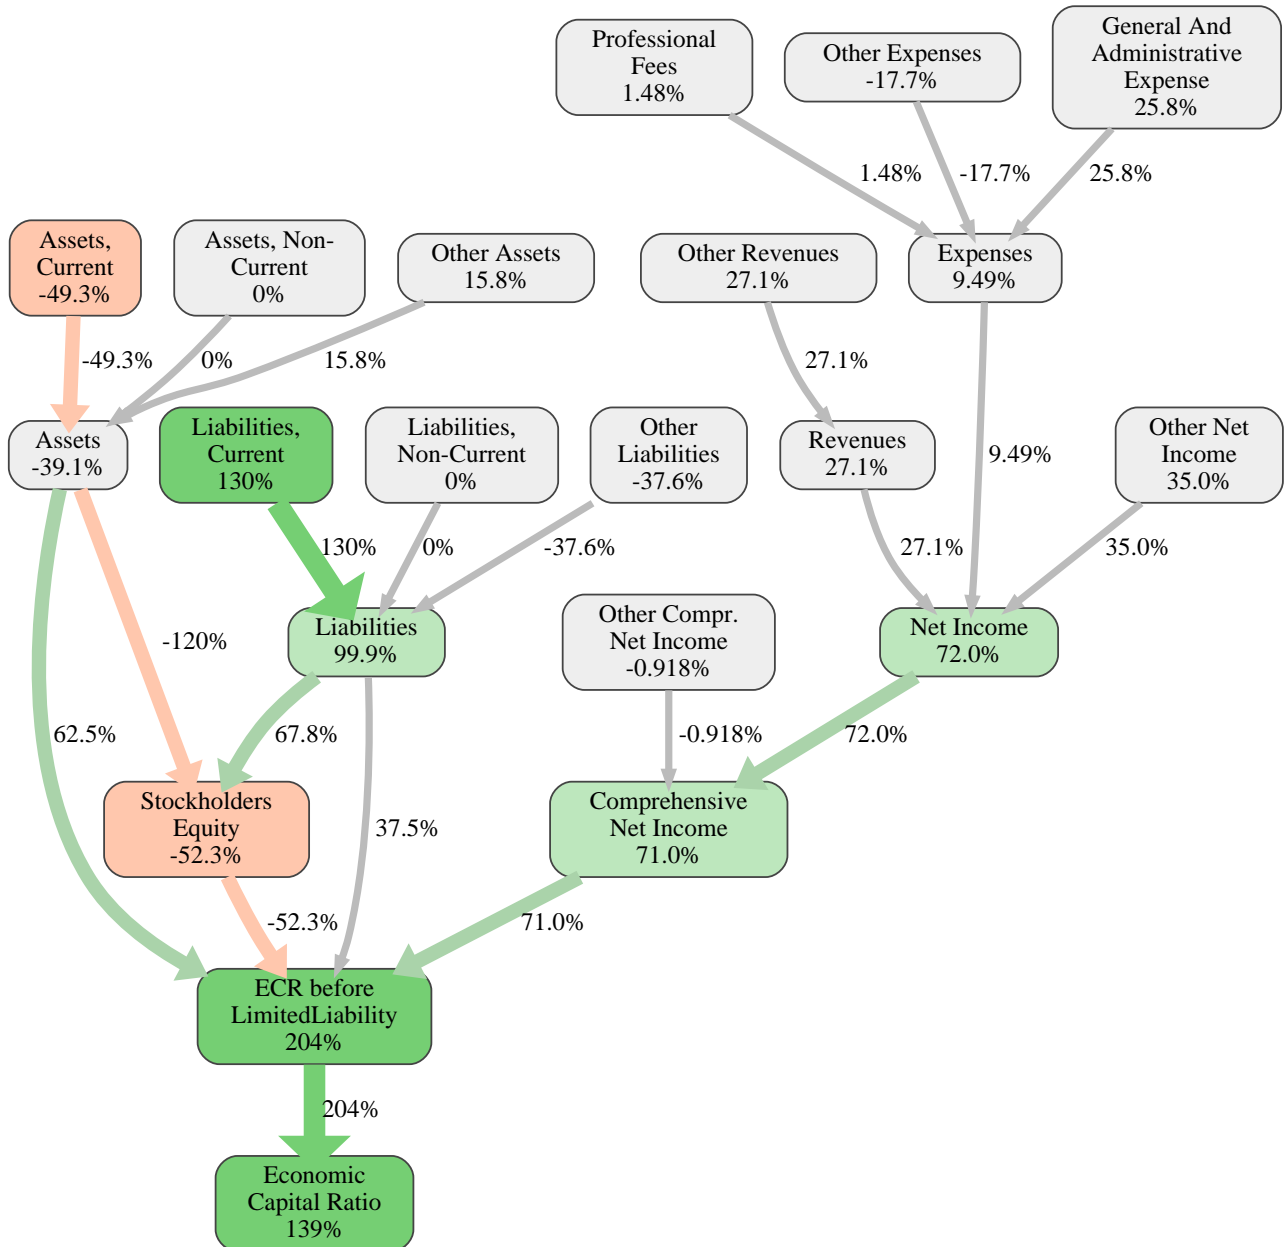 Professional
Fees
1.48%
Other Expenses
-17.7%
General And
Administrative
Expense
25.8%
1.48%
-17.7%
25.8%
Assets,
Current
-49.3%
Assets, Non-
Current
0%
Other Assets
15.8%
Other Revenues
27.1%
Expenses
9.49%
-49.3%
0%
15.8%
27.1%
Assets
-39.1%
Liabilities,
Current
130%
Liabilities,
Non-Current
0%
Other
Liabilities
-37.6%
Revenues
27.1%
9.49%
Other Net
Income
35.0%
130%
0%
-37.6%
27.1%
35.0%
-120%
Liabilities
99.9%
Other Compr.
Net Income
-0.918%
Net Income
72.0%
62.5%
67.8%
-0.918%
72.0%
Stockholders
Equity
-52.3%
37.5%
Comprehensive
Net Income
71.0%
-52.3%
71.0%
ECR before
LimitedLiability
204%
204%
Economic
Capital Ratio
139%